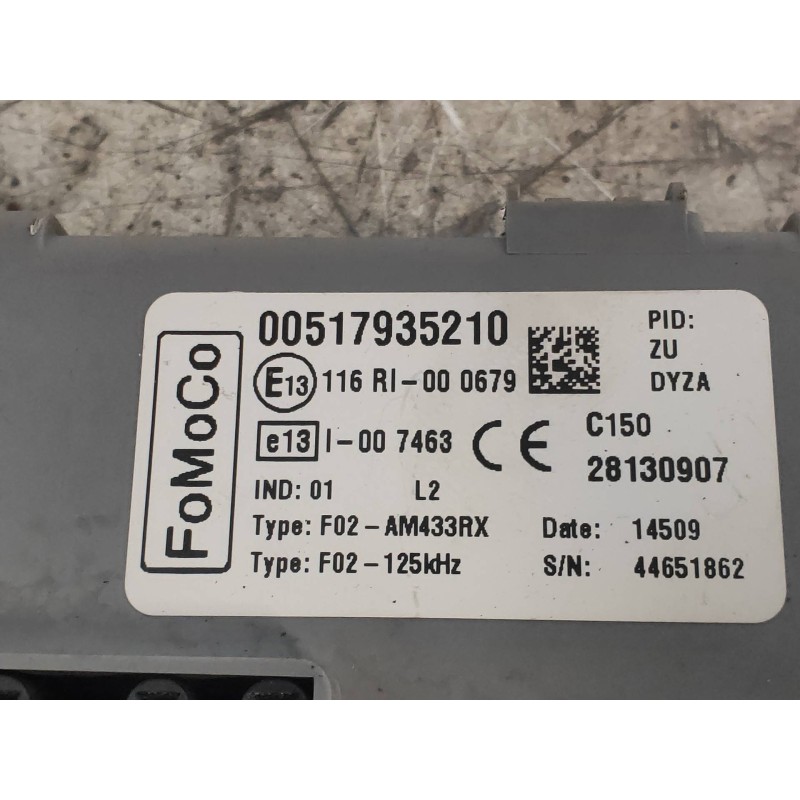 FoMoCo
00517935210
PID:
ZU
DYZA
E13 116 RI-00 0679
e13 I-00 7463
CE
C150
28130907
IND: 01 L2
Type: F02-AM433RX
Date: 14509
Type: F02-125kHz
S/N: 44651862